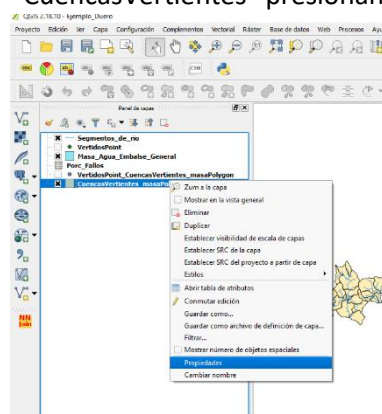 CuencasVertientes presionan
QGIS 2.18.10 - Ejemplo_Duero
Proyecto Edición Ver Capa Configuración Complementos Vectorial Ráster Base de datos Web Procesos Ayu
Panel de capas
Segmentos_de_rio
VertidosPoint
Masa_Agua_Embalse_General
Porc_Fallos
VertidosPoint_CuencasVertientes_masaPolygon
CuencasVertientes_masaPo
Zum a la capa
Mostrar en la vista general
Eliminar
Duplicar
Establecer visibilidad de escala de capas
Establecer SRC de la capa
Establecer SRC del proyecto a partir de capa
Estilos
Abrir tabla de atributos
Conmutar edición
Guardar como...
Guardar como archivo de definición de capa...
Filtrar...
Mostrar número de objetos espaciales
Propiedades
Cambiar nombre